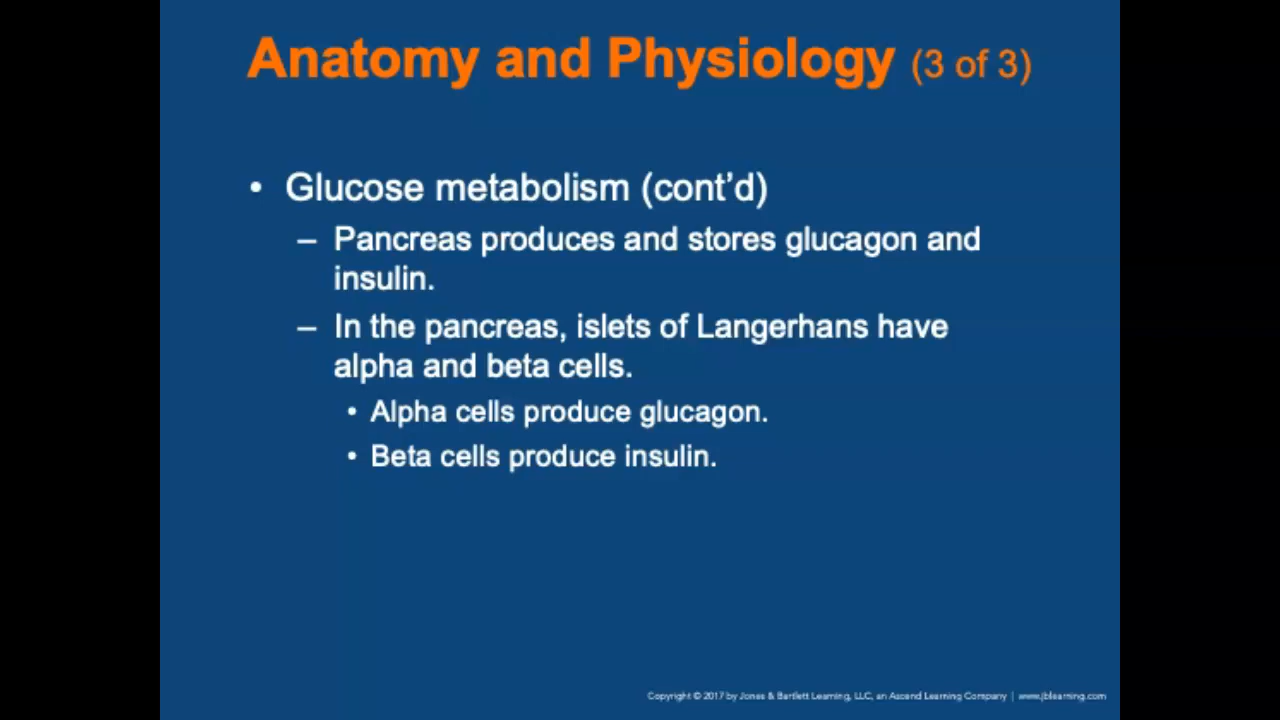 Anatomy and Physiology (3 of 3)
• Glucose metabolism (cont’d)
– Pancreas produces and stores glucagon and
insulin.
– In the pancreas, islets of Langerhans have
alpha and beta cells.
• Alpha cells produce glucagon.
• Beta cells produce insulin.
Copyright © 2017 by Jones & Bartlett Learning, LLC, an Ascend Learning Company | www.jblearning.com